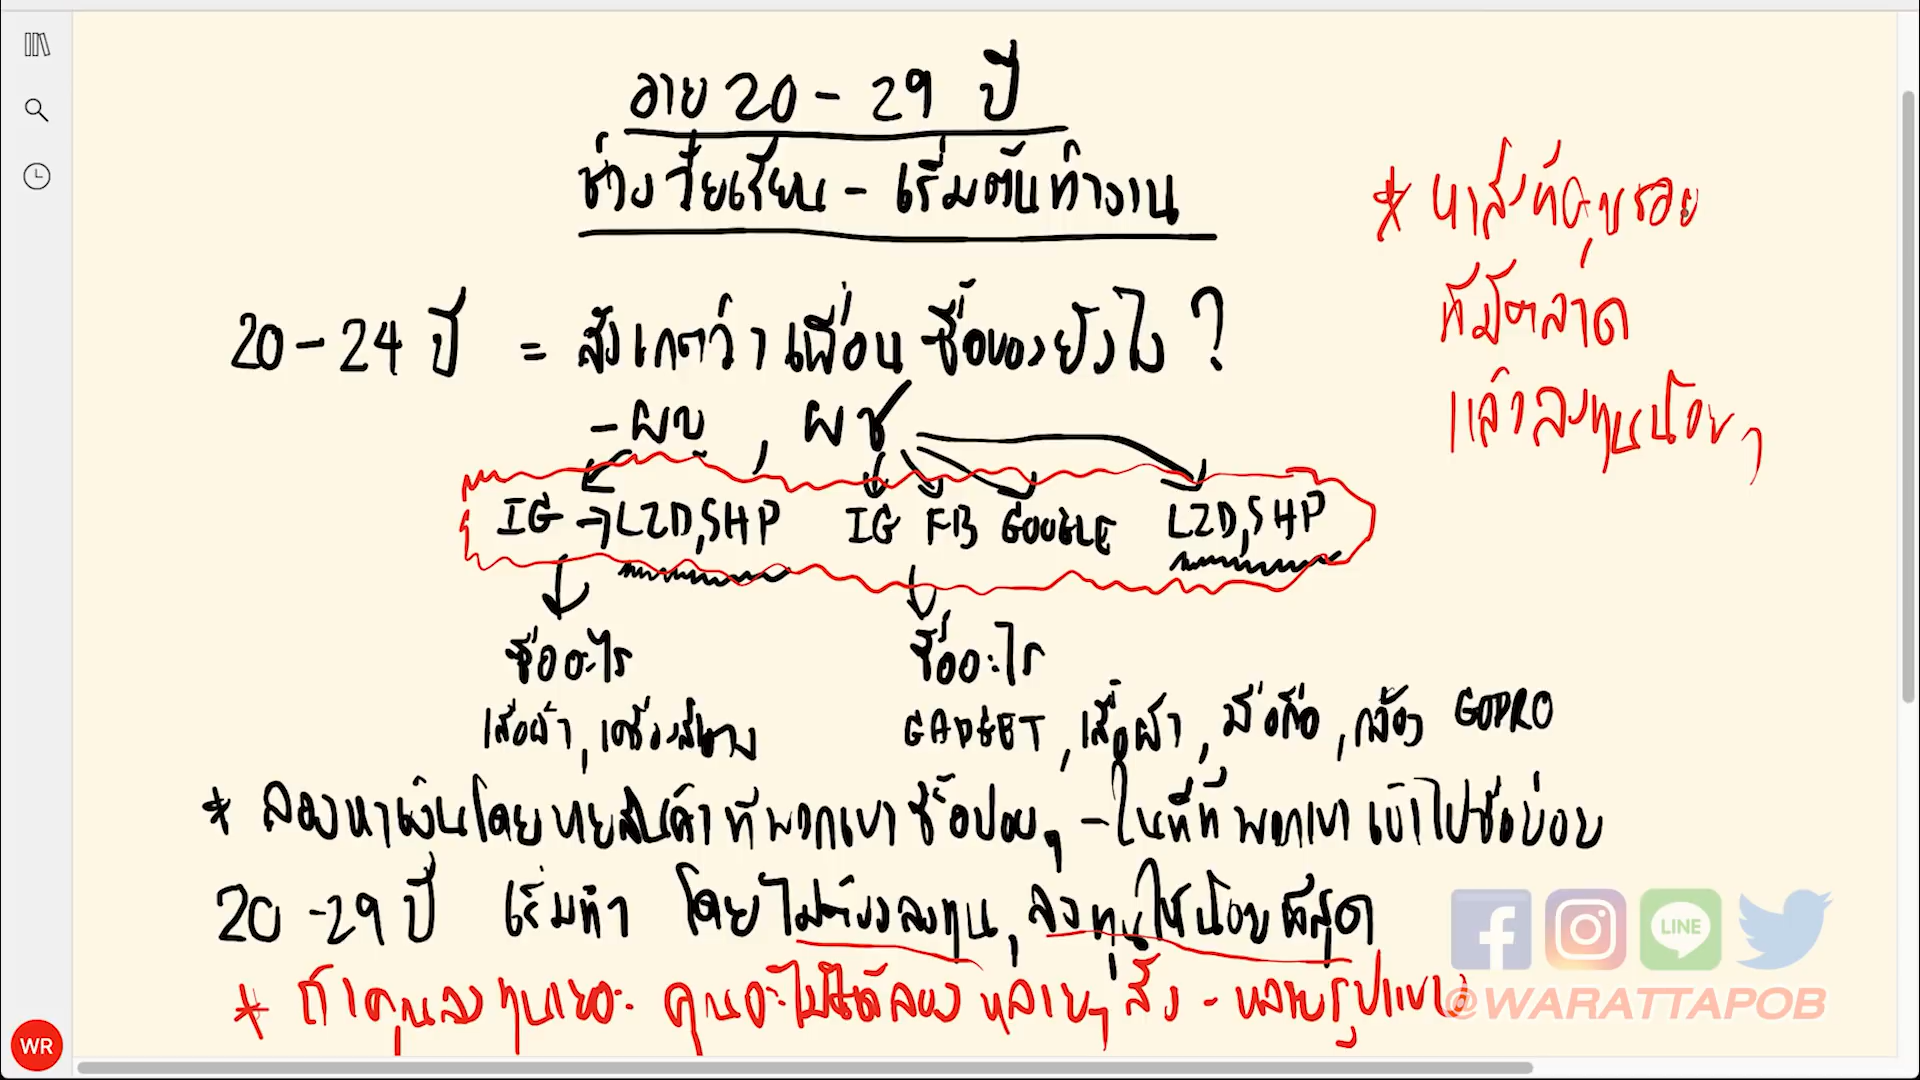 อายุ 20 - 29 ปี
ช่วงวัยเรียน - เริ่มต้นทำงาน
* หาสิ่งที่คุณชอบ
ที่มีตลาด
แล้วลงทุนน้อยๆ
20 - 24 ปี = สังเกตว่าเพื่อนซื้อของยังไง ?
- ผญ , ผช
IG → LZD,SHP IG FB GOOGLE LZD,SHP
ซื้ออะไร ซื้ออะไร
เสื้อผ้า, เครื่องสำอาง GADGET , เสื้อผ้า , มือถือ , กล้อง GOPRO
* ลองหาเงินโดยขายสินค้าที่พวกเขาซื้อบ่อยๆ - ในที่ที่พวกเขาเข้าไปซื้อบ่อย
20 - 29 ปี เริ่มทำ โดยไม่ต้องลงทุน , ลงทุนให้น้อยที่สุด
* ถ้าคุณลงทุนเยอะ คุณจะไม่ได้ลองหลายๆ สิ่ง - หลายรูปแบบ
LINE
@WARATTAPOB
WR